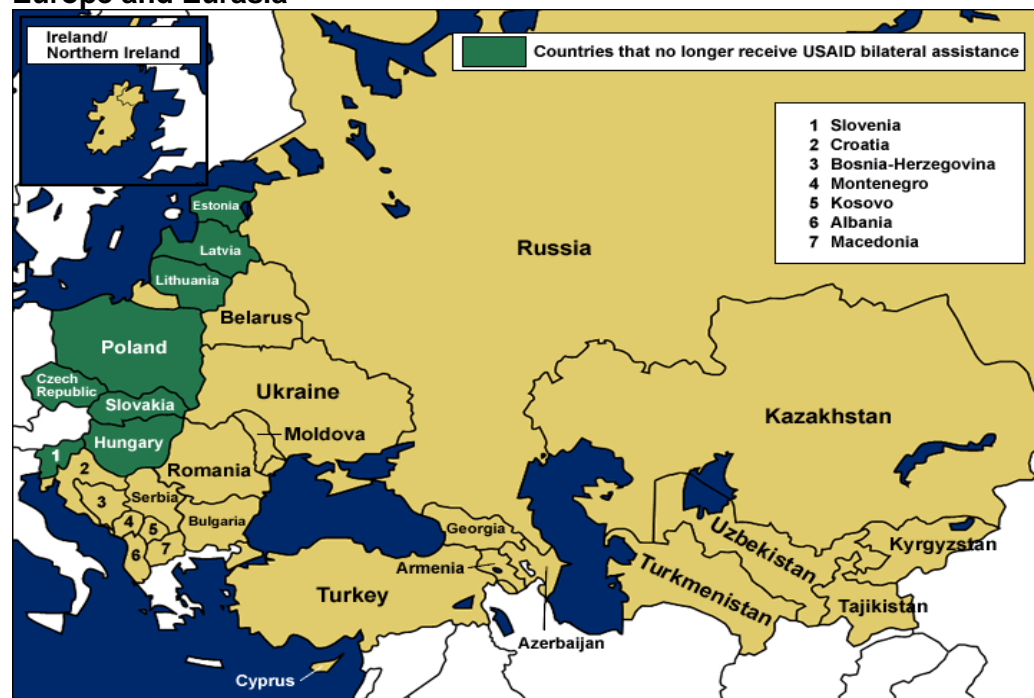 Europe and Eurasia
Ireland/
Northern Ireland
Countries that no longer receive USAID bilateral assistance
1 Slovenia
2 Croatia
3 Bosnia-Herzegovina
4 Montenegro
5 Kosovo
6 Albania
7 Macedonia
Estonia
Latvia
Lithuania
Russia
Belarus
Poland
Czech
Republic
Slovakia
Ukraine
Kazakhstan
Hungary
Moldova
1
2
Romania
3
Serbia
4
5
Bulgaria
6
7
Georgia
Armenia
Uzbekistan
Kyrgyzstan
Turkey
Turkmenistan
Tajikistan
Azerbaijan
Cyprus